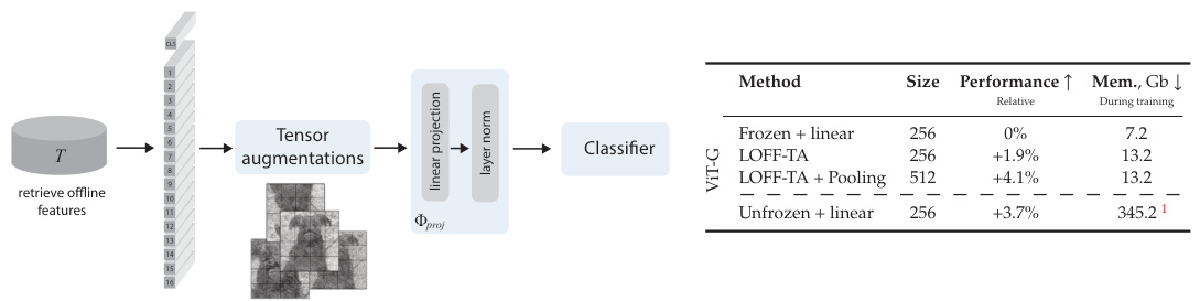 CLS
1
2
3
4
5
6
7
8
9
10
11
12
13
14
15
16
T
retrieve offline
features
Tensor
augmentations
linear projection
layer norm
Φproj
Classifier
ViT-G
Method Size Performance ↑ Mem., Gb ↓
Relative During training
Frozen + linear 256 0% 7.2
LOFF-TA 256 +1.9% 13.2
LOFF-TA + Pooling 512 +4.1% 13.2
Unfrozen + linear 256 +3.7% 345.2 1